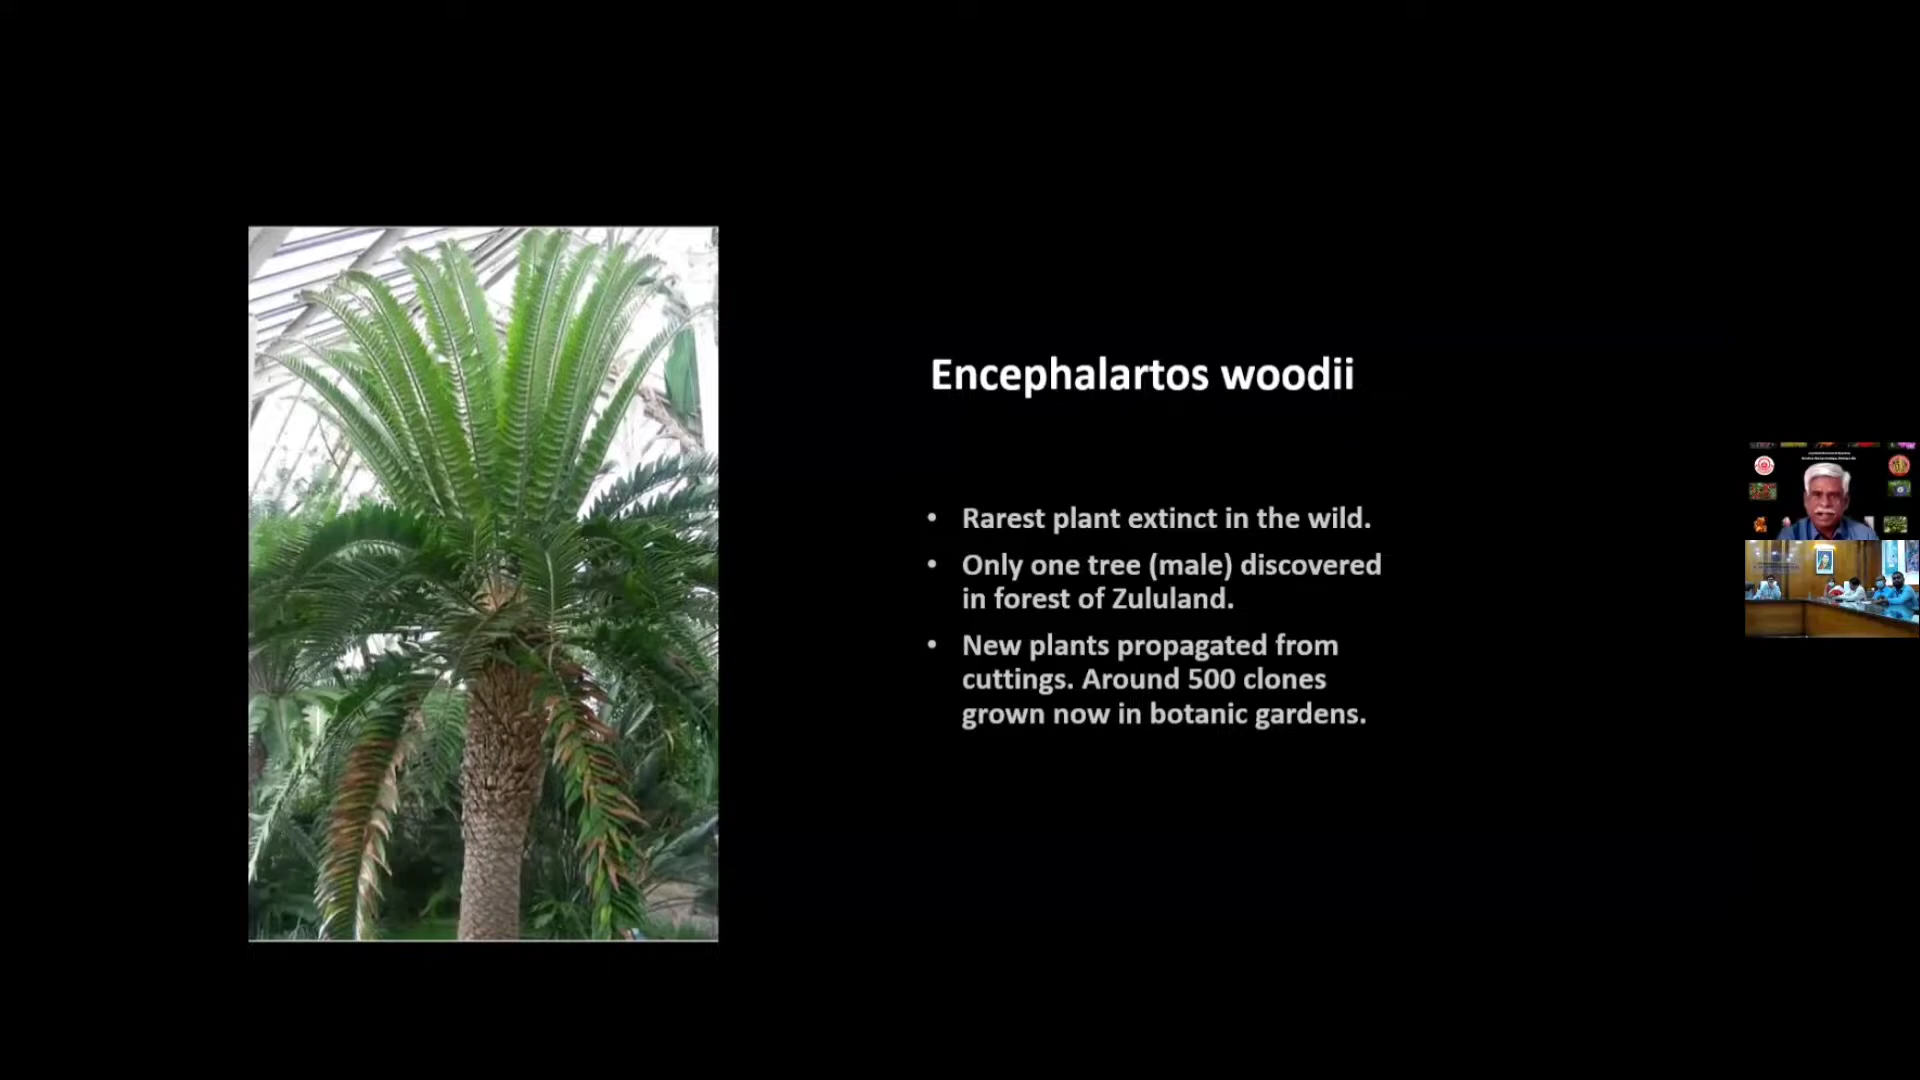 Encephalartos woodii
• Rarest plant extinct in the wild.
• Only one tree (male) discovered
in forest of Zululand.
• New plants propagated from
cuttings. Around 500 clones
grown now in botanic gardens.